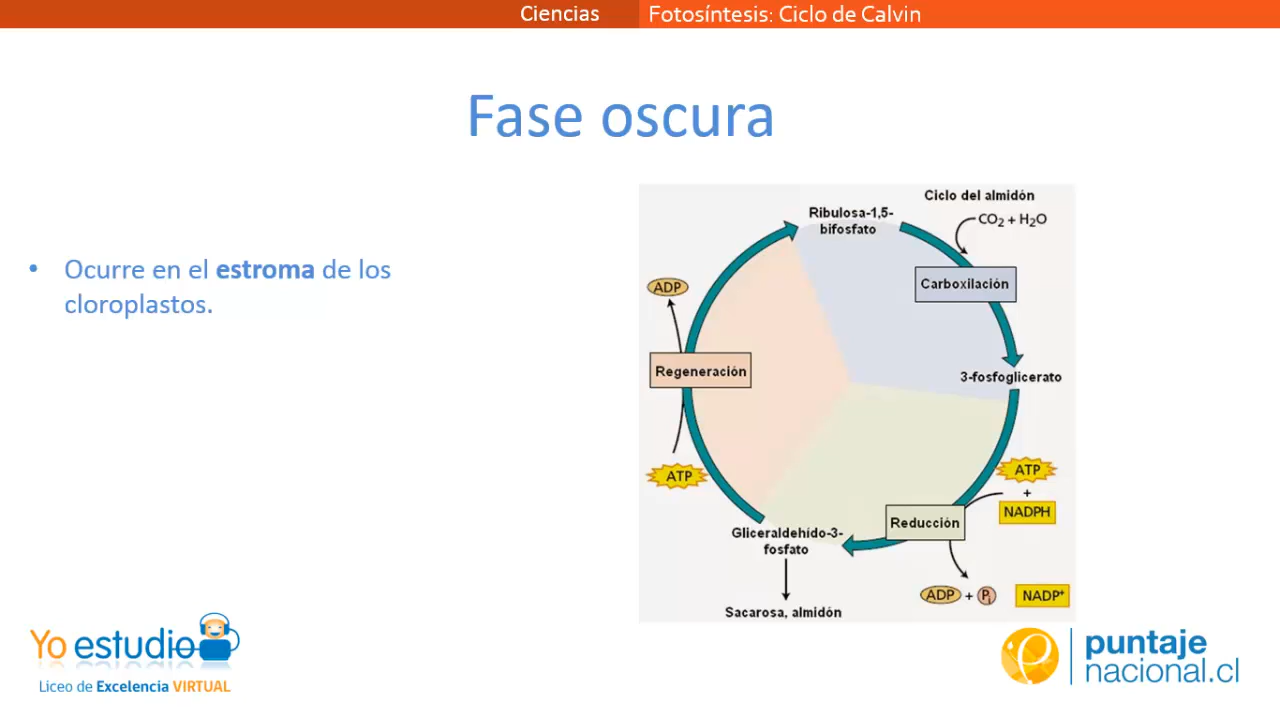 Ciencias
Fotosíntesis: Ciclo de Calvin
Fase oscura
• Ocurre en el estroma de los
cloroplastos.
Ciclo del almidón
Ribulosa-1,5-
bifosfato
CO₂ + H₂O
Carboxilación
3-fosfoglicerato
ATP
+
NADPH
Reducción
ADP + Pi
NADP⁺
Gliceraldehído-3-
fosfato
Sacarosa, almidón
ATP
Regeneración
ADP
Yo estudio
Liceo de Excelencia VIRTUAL
puntaje
nacional.cl